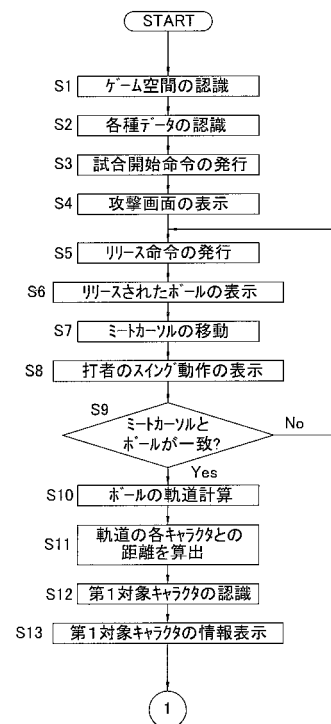 START
S1 ゲーム空間の認識
S2 各種データの認識
S3 試合開始命令の発行
S4 攻撃画面の表示
S5 リリース命令の発行
S6 リリースされたボールの表示
S7 ミートカーソルの移動
S8 打者のスイング動作の表示
S9
ミートカーソルと
ボールが一致?
No
Yes
S10 ボールの軌道計算
S11 軌道の各キャラクタとの
距離を算出
S12 第1対象キャラクタの認識
S13 第1対象キャラクタの情報表示
1